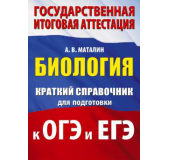 ГОСУДАРСТВЕННАЯ
ИТОГОВАЯ АТТЕСТАЦИЯ
А. В. МАТАЛИН
БИОЛОГИЯ
КРАТКИЙ СПРАВОЧНИК
для подготовки
к ОГЭ и ЕГЭ